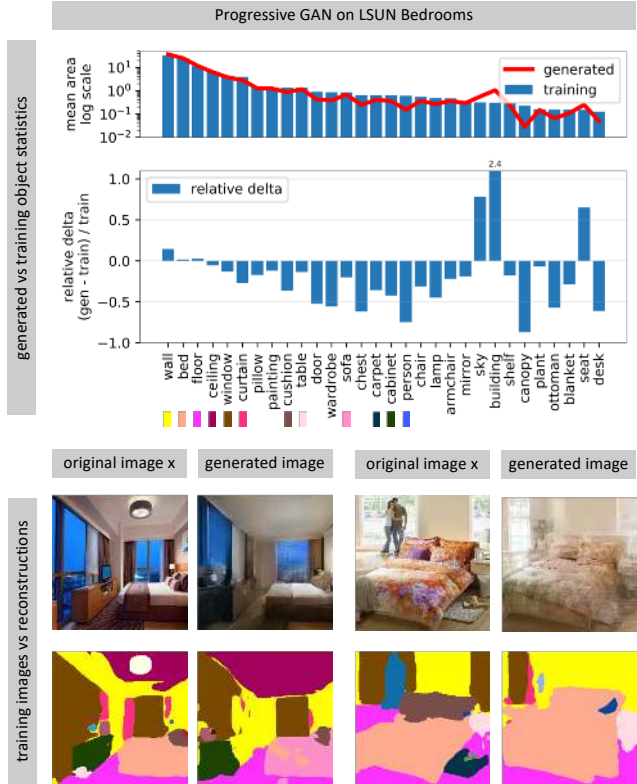 Progressive GAN on LSUN Bedrooms
generated vs training object statistics
mean area
log scale
10¹
10⁰
10⁻¹
10⁻²
generated
training
2.4
relative delta
(gen - train) / train
1.0
0.5
0.0
−0.5
−1.0
relative delta
wall
bed
floor
ceiling
window
curtain
pillow
painting
cushion
table
door
wardrobe
sofa
chest
carpet
cabinet
person
chair
lamp
armchair
mirror
sky
building
shelf
canopy
plant
ottoman
blanket
seat
desk
training images vs reconstructions
original image x
generated image
original image x
generated image